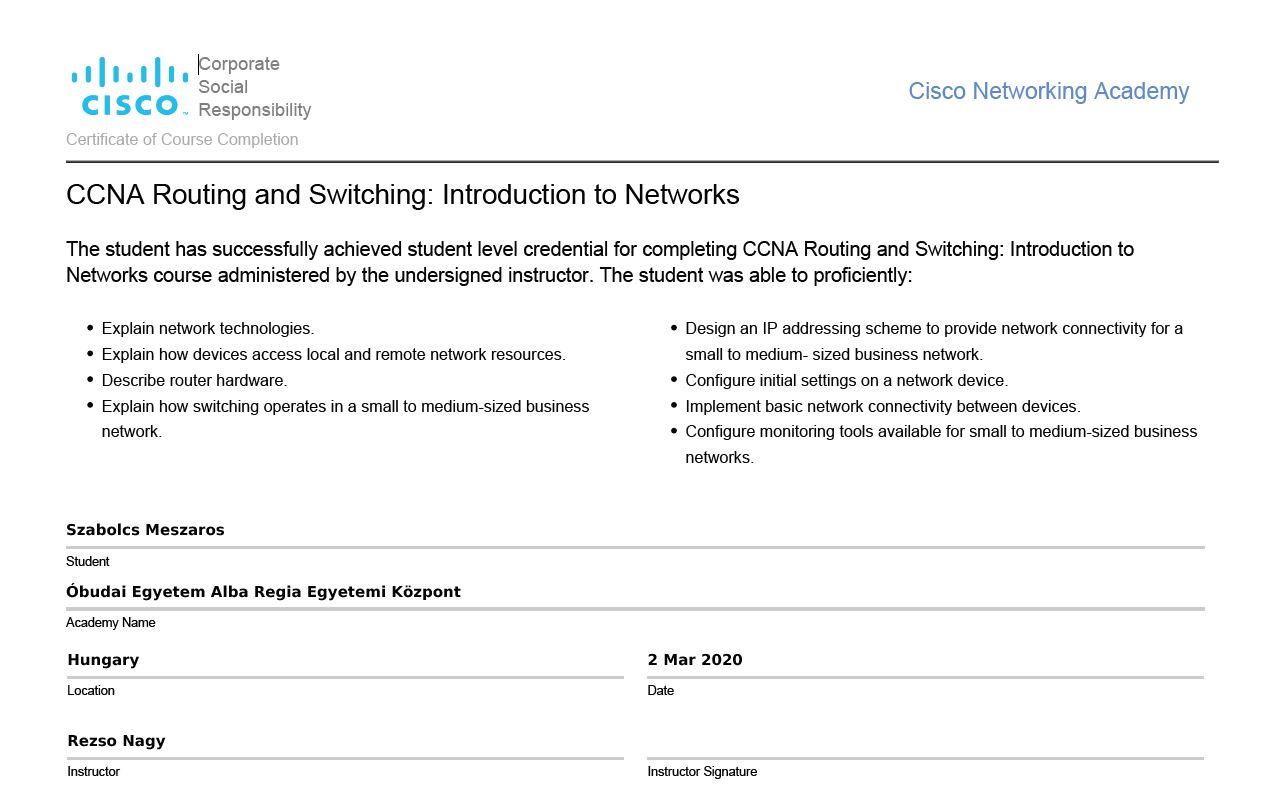 Corporate
Social
Responsibility
CISCO™
Cisco Networking Academy
Certificate of Course Completion
CCNA Routing and Switching: Introduction to Networks
The student has successfully achieved student level credential for completing CCNA Routing and Switching: Introduction to
Networks course administered by the undersigned instructor. The student was able to proficiently:
• Explain network technologies.
• Explain how devices access local and remote network resources.
• Describe router hardware.
• Explain how switching operates in a small to medium-sized business
network.
• Design an IP addressing scheme to provide network connectivity for a
small to medium- sized business network.
• Configure initial settings on a network device.
• Implement basic network connectivity between devices.
• Configure monitoring tools available for small to medium-sized business
networks.
Szabolcs Meszaros
Student
Óbudai Egyetem Alba Regia Egyetemi Központ
Academy Name
Hungary
Location
2 Mar 2020
Date
Rezso Nagy
Instructor
Instructor Signature